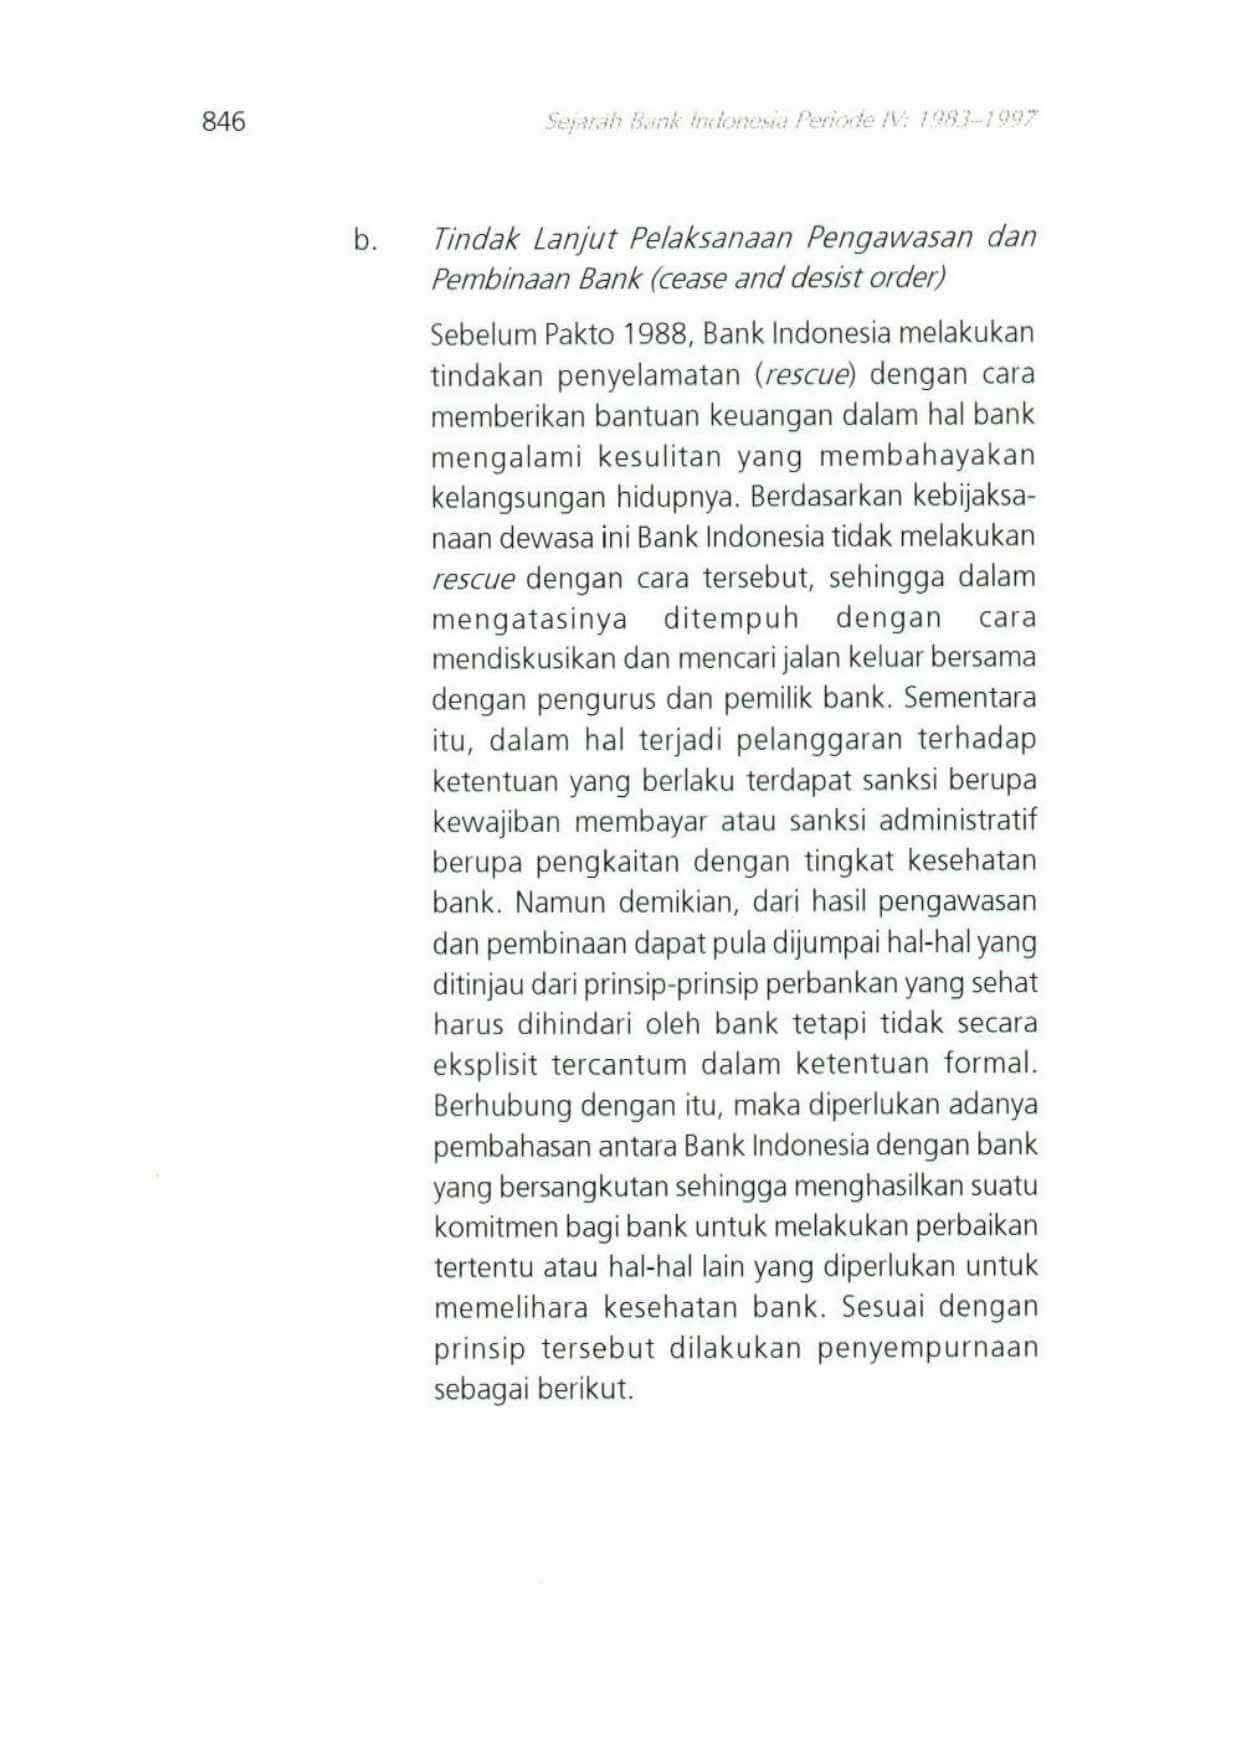 846
Sejarah Bank Indonesia Periode IV: 1983–1997
b. Tindak Lanjut Pelaksanaan Pengawasan dan
Pembinaan Bank (cease and desist order)
Sebelum Pakto 1988, Bank Indonesia melakukan
tindakan penyelamatan (rescue) dengan cara
memberikan bantuan keuangan dalam hal bank
mengalami kesulitan yang membahayakan
kelangsungan hidupnya. Berdasarkan kebijaksa-
naan dewasa ini Bank Indonesia tidak melakukan
rescue dengan cara tersebut, sehingga dalam
mengatasinya ditempuh dengan cara
mendiskusikan dan mencari jalan keluar bersama
dengan pengurus dan pemilik bank. Sementara
itu, dalam hal terjadi pelanggaran terhadap
ketentuan yang berlaku terdapat sanksi berupa
kewajiban membayar atau sanksi administratif
berupa pengkaitan dengan tingkat kesehatan
bank. Namun demikian, dari hasil pengawasan
dan pembinaan dapat pula dijumpai hal-hal yang
ditinjau dari prinsip-prinsip perbankan yang sehat
harus dihindari oleh bank tetapi tidak secara
eksplisit tercantum dalam ketentuan formal.
Berhubung dengan itu, maka diperlukan adanya
pembahasan antara Bank Indonesia dengan bank
yang bersangkutan sehingga menghasilkan suatu
komitmen bagi bank untuk melakukan perbaikan
tertentu atau hal-hal lain yang diperlukan untuk
memelihara kesehatan bank. Sesuai dengan
prinsip tersebut dilakukan penyempurnaan
sebagai berikut.